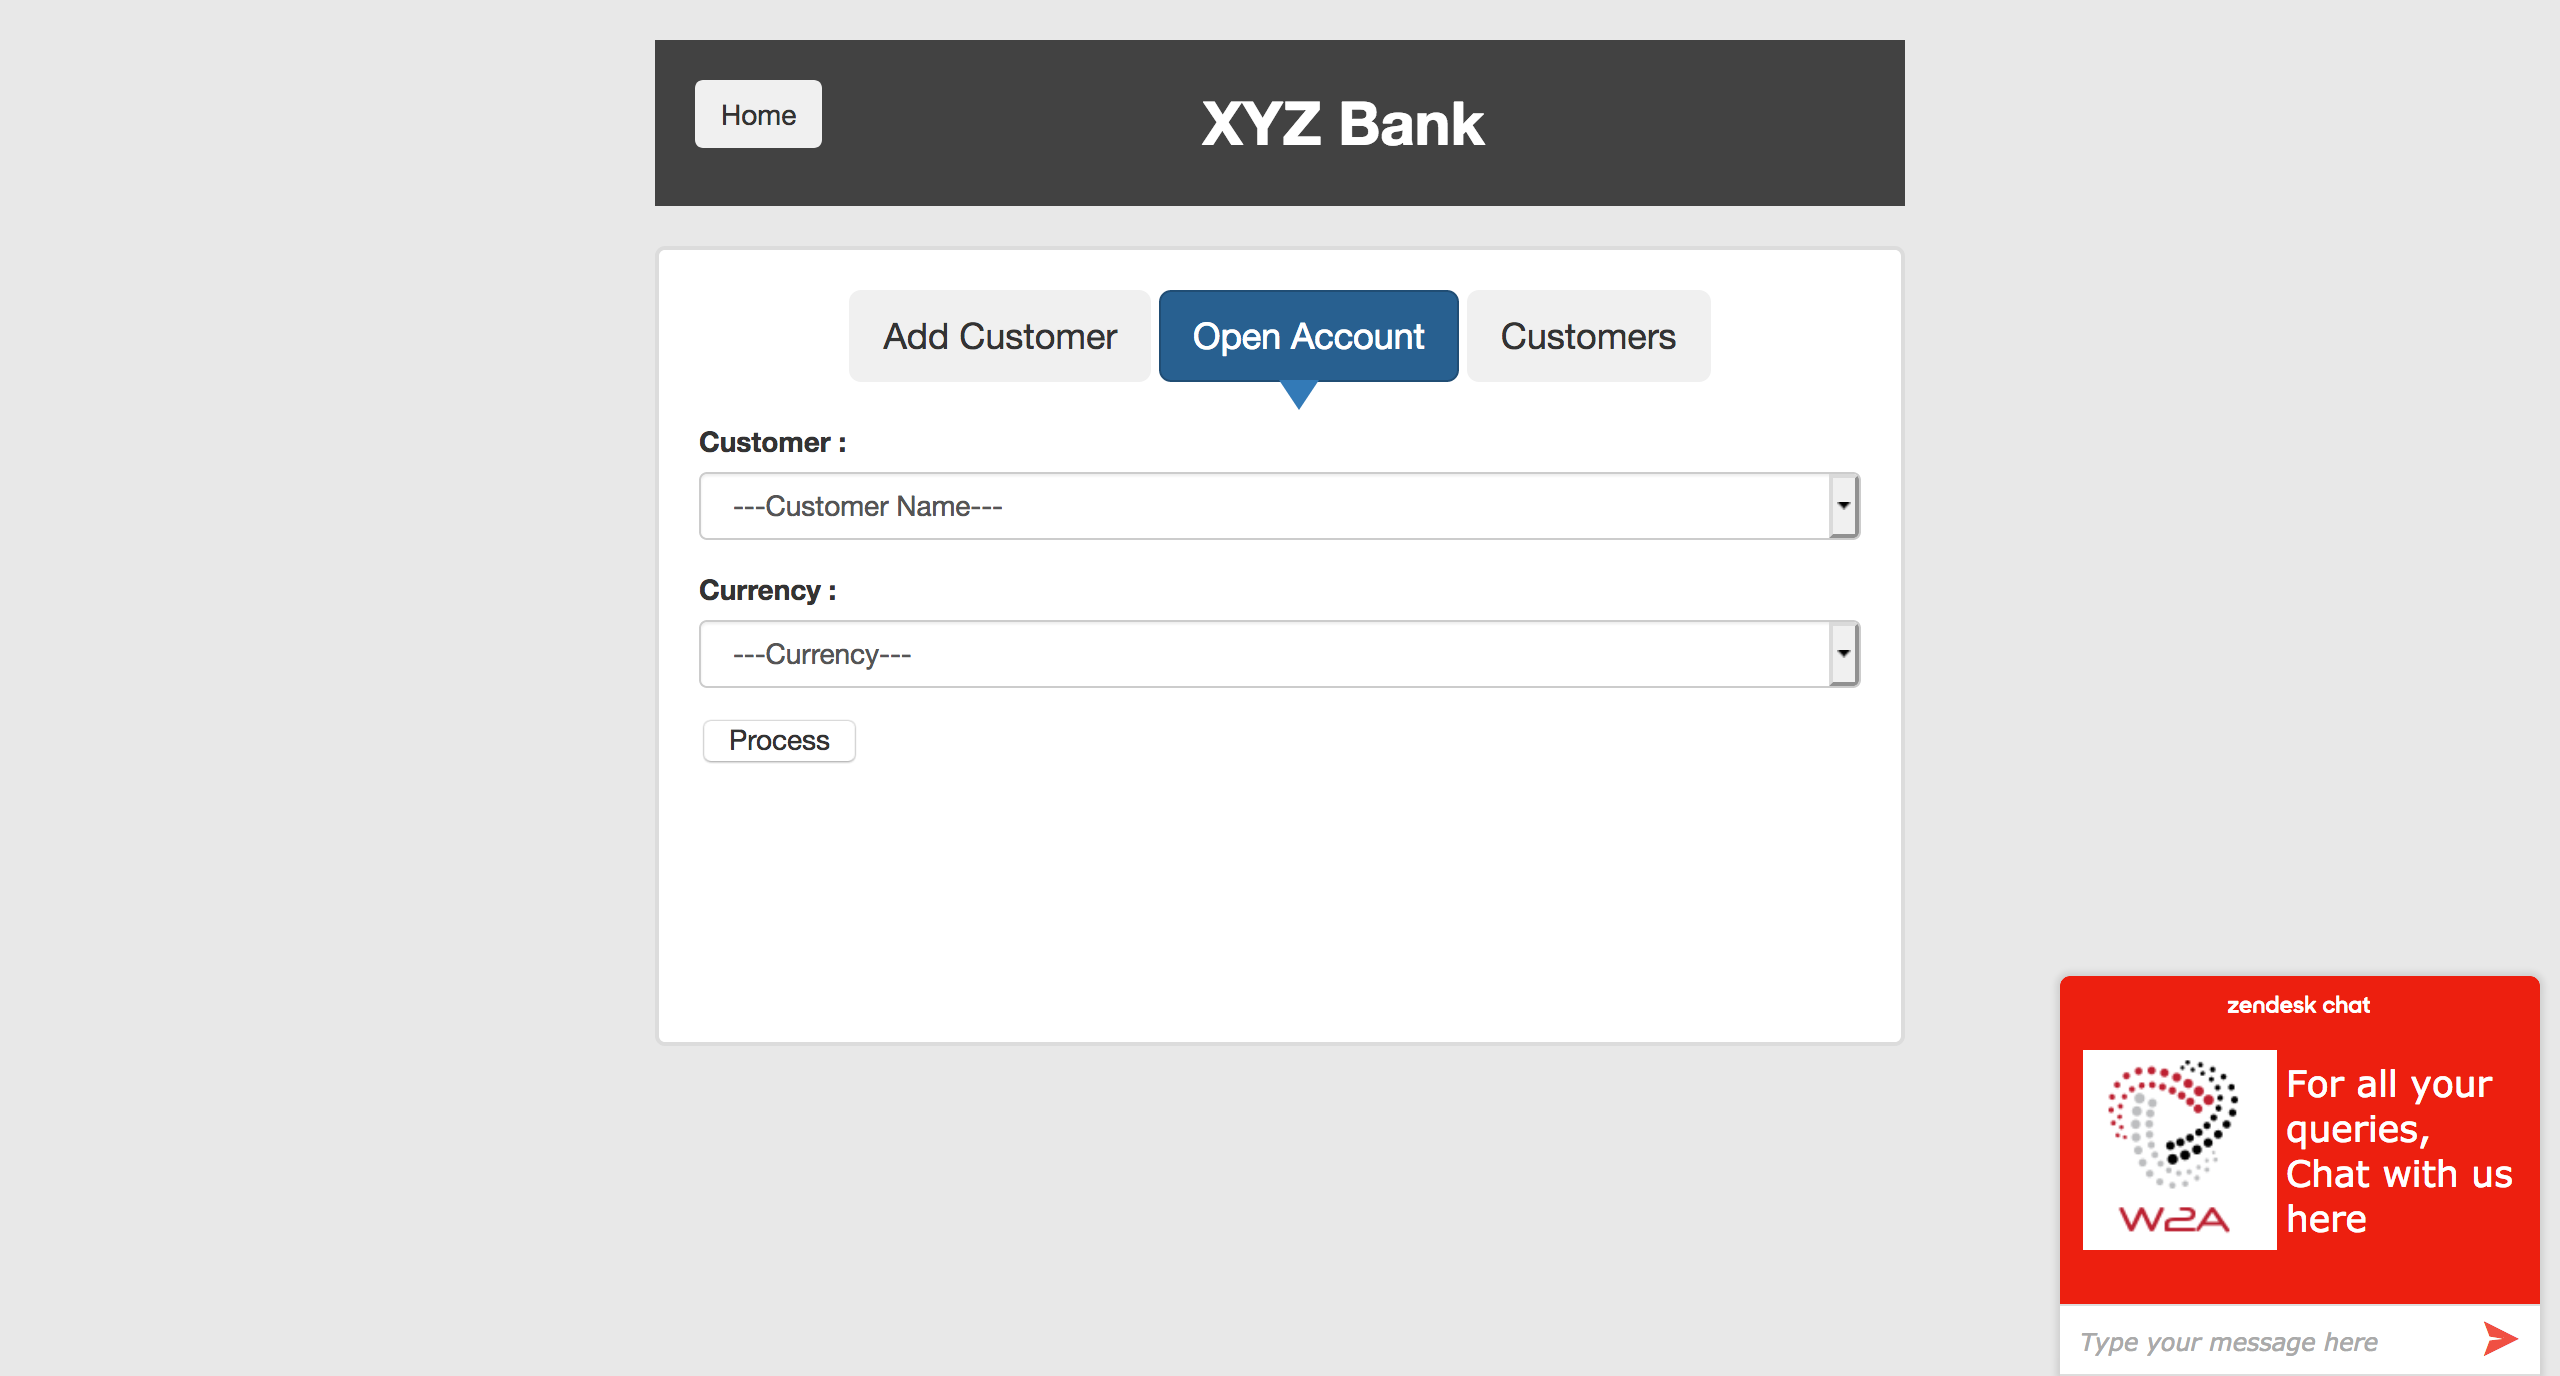 Home
XYZ Bank
Add Customer
Open Account
Customers
Customer :
---Customer Name---
Currency :
---Currency---
Process
zendesk chat
For all your
queries,
Chat with us
here
W2A
Type your message here